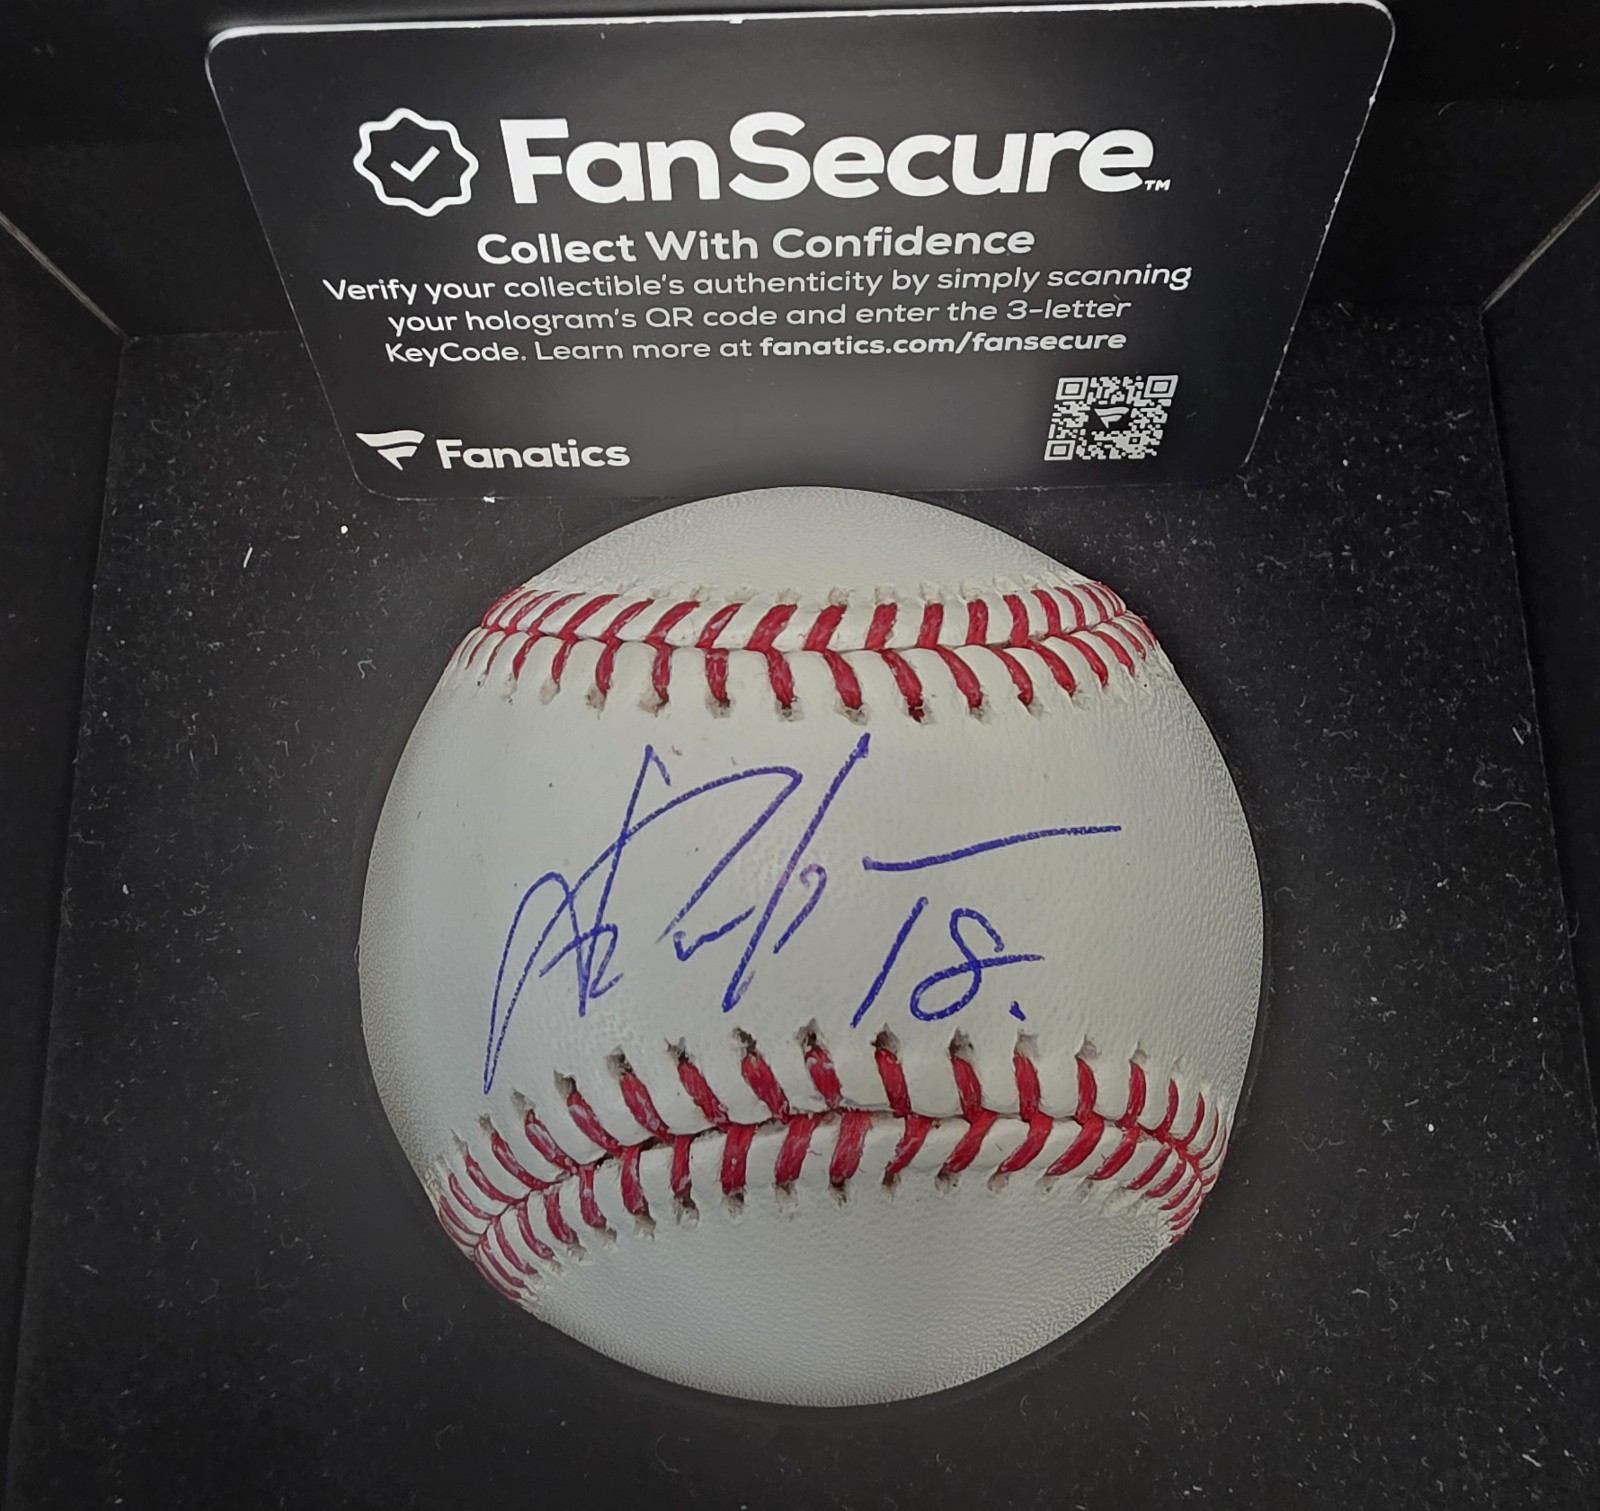 FanSecure™
Collect With Confidence
Verify your collectible's authenticity by simply scanning
your hologram's QR code and enter the 3-letter
KeyCode. Learn more at fanatics.com/fansecure
Fanatics
18.